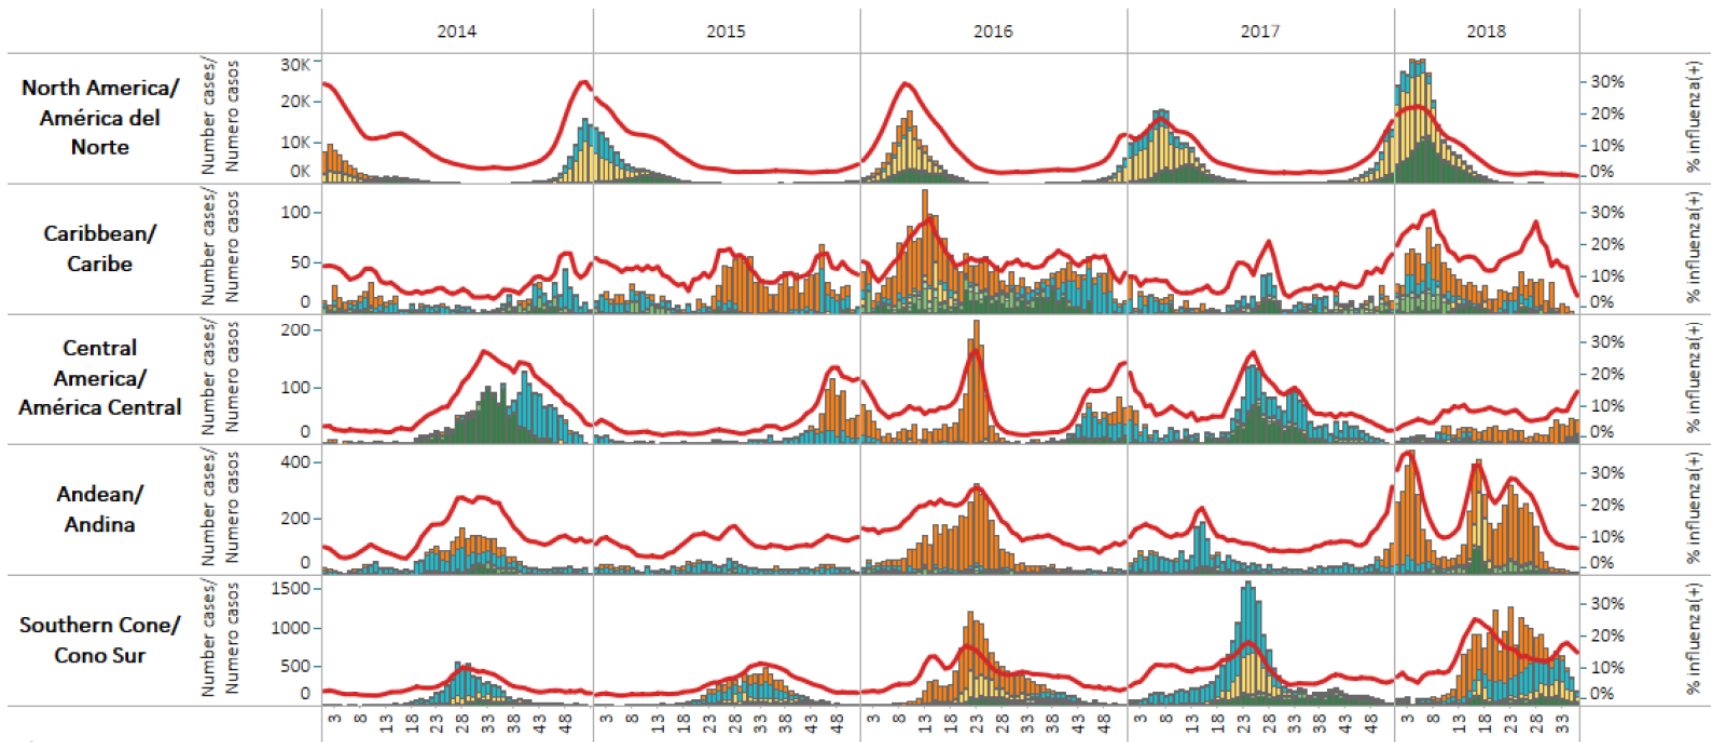 2014 2015 2016 2017 2018
North America/
América del
Norte
Number cases/
Numero casos
30K
20K
10K
0K
30%
20%
10%
0%
% influenza(+)
Caribbean/
Caribe
Number cases/
Numero casos
100
50
0
30%
20%
10%
0%
% influenza(+)
Central
America/
América Central
Number cases/
Numero casos
200
100
0
30%
20%
10%
0%
% influenza(+)
Andean/
Andina
Number cases/
Numero casos
400
200
0
30%
20%
10%
0%
% influenza(+)
Southern Cone/
Cono Sur
Number cases/
Numero casos
1500
1000
500
0
30%
20%
10%
0%
% influenza(+)
3 8 13 18 23 28 33 38 43 48 3 8 13 18 23 28 33 38 43 48 3 8 13 18 23 28 33 38 43 48 3 8 13 18 23 28 33 38 43 48 3 8 13 18 23 28 33